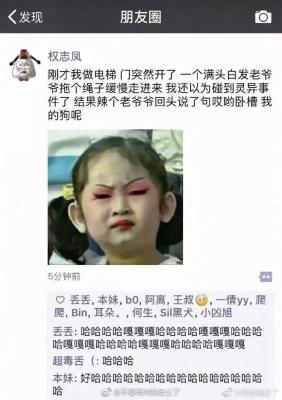 发现
朋友圈
权志凤
刚才我做电梯 门突然开了 一个满头白发老爷
爷拖个绳子缓慢走进来 我还以为碰到灵异事
件了 结果辣个老爷爷回头说了句哎哟卧槽 我
的狗呢
5分钟前
丢丢, 本妹, b0, 阿离, 王叔, 一倩yy, 爬
爬, Bin, 耳朵。, 何生, Sil黑犬, 小凶旭
丢丢: 哈哈哈哈嘎嘎嘎哈哈哈哈嘎嘎嘎哈哈哈
哈嘎嘎嘎哈哈哈哈嘎嘎嘎哈哈哈哈嘎嘎嘎
超毒舌（: 哈哈哈
本妹: 好哈哈哈哈哈哈哈哈哈哈哈哈哈哈哈
哈哈